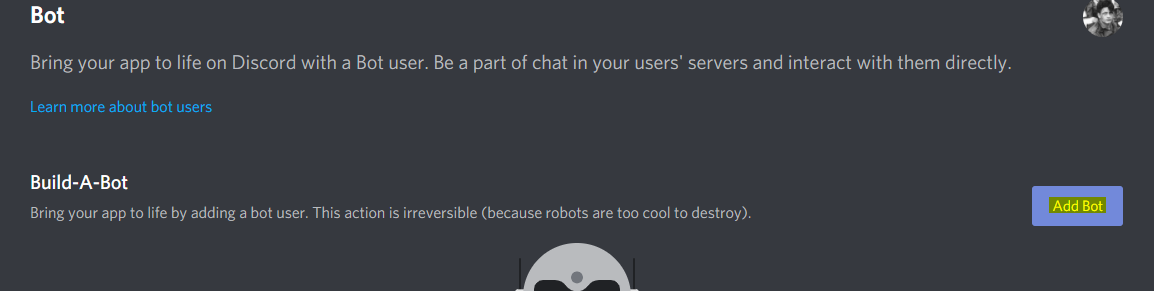 Bot
Bring your app to life on Discord with a Bot user. Be a part of chat in your users' servers and interact with them directly.
Learn more about bot users
Build-A-Bot
Bring your app to life by adding a bot user. This action is irreversible (because robots are too cool to destroy).
Add Bot